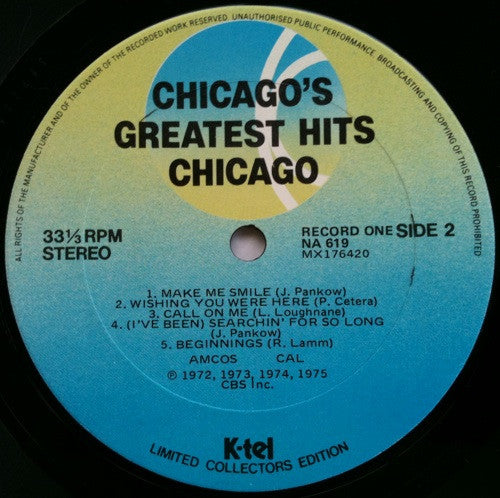 ALL RIGHTS OF THE MANUFACTURER AND OF THE OWNER OF THE RECORDED WORK RESERVED. UNAUTHORISED PUBLIC PERFORMANCE, BROADCASTING AND COPYING OF THIS RECORD PROHIBITED
CHICAGO'S
GREATEST HITS
CHICAGO
33⅓ RPM
STEREO
RECORD ONE SIDE 2
NA 619
MX176420
1. MAKE ME SMILE (J. Pankow)
2. WISHING YOU WERE HERE (P. Cetera)
3. CALL ON ME (L. Loughnane)
4. (I'VE BEEN) SEARCHIN' FOR SO LONG
(J. Pankow)
5. BEGINNINGS (R. Lamm)
AMCOS CAL
℗ 1972, 1973, 1974, 1975
CBS Inc.
K-tel
LIMITED COLLECTORS EDITION